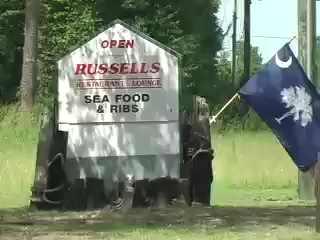 OPEN
RUSSELLS
RESTAURANT - LOUNGE
SEA FOOD
& RIBS